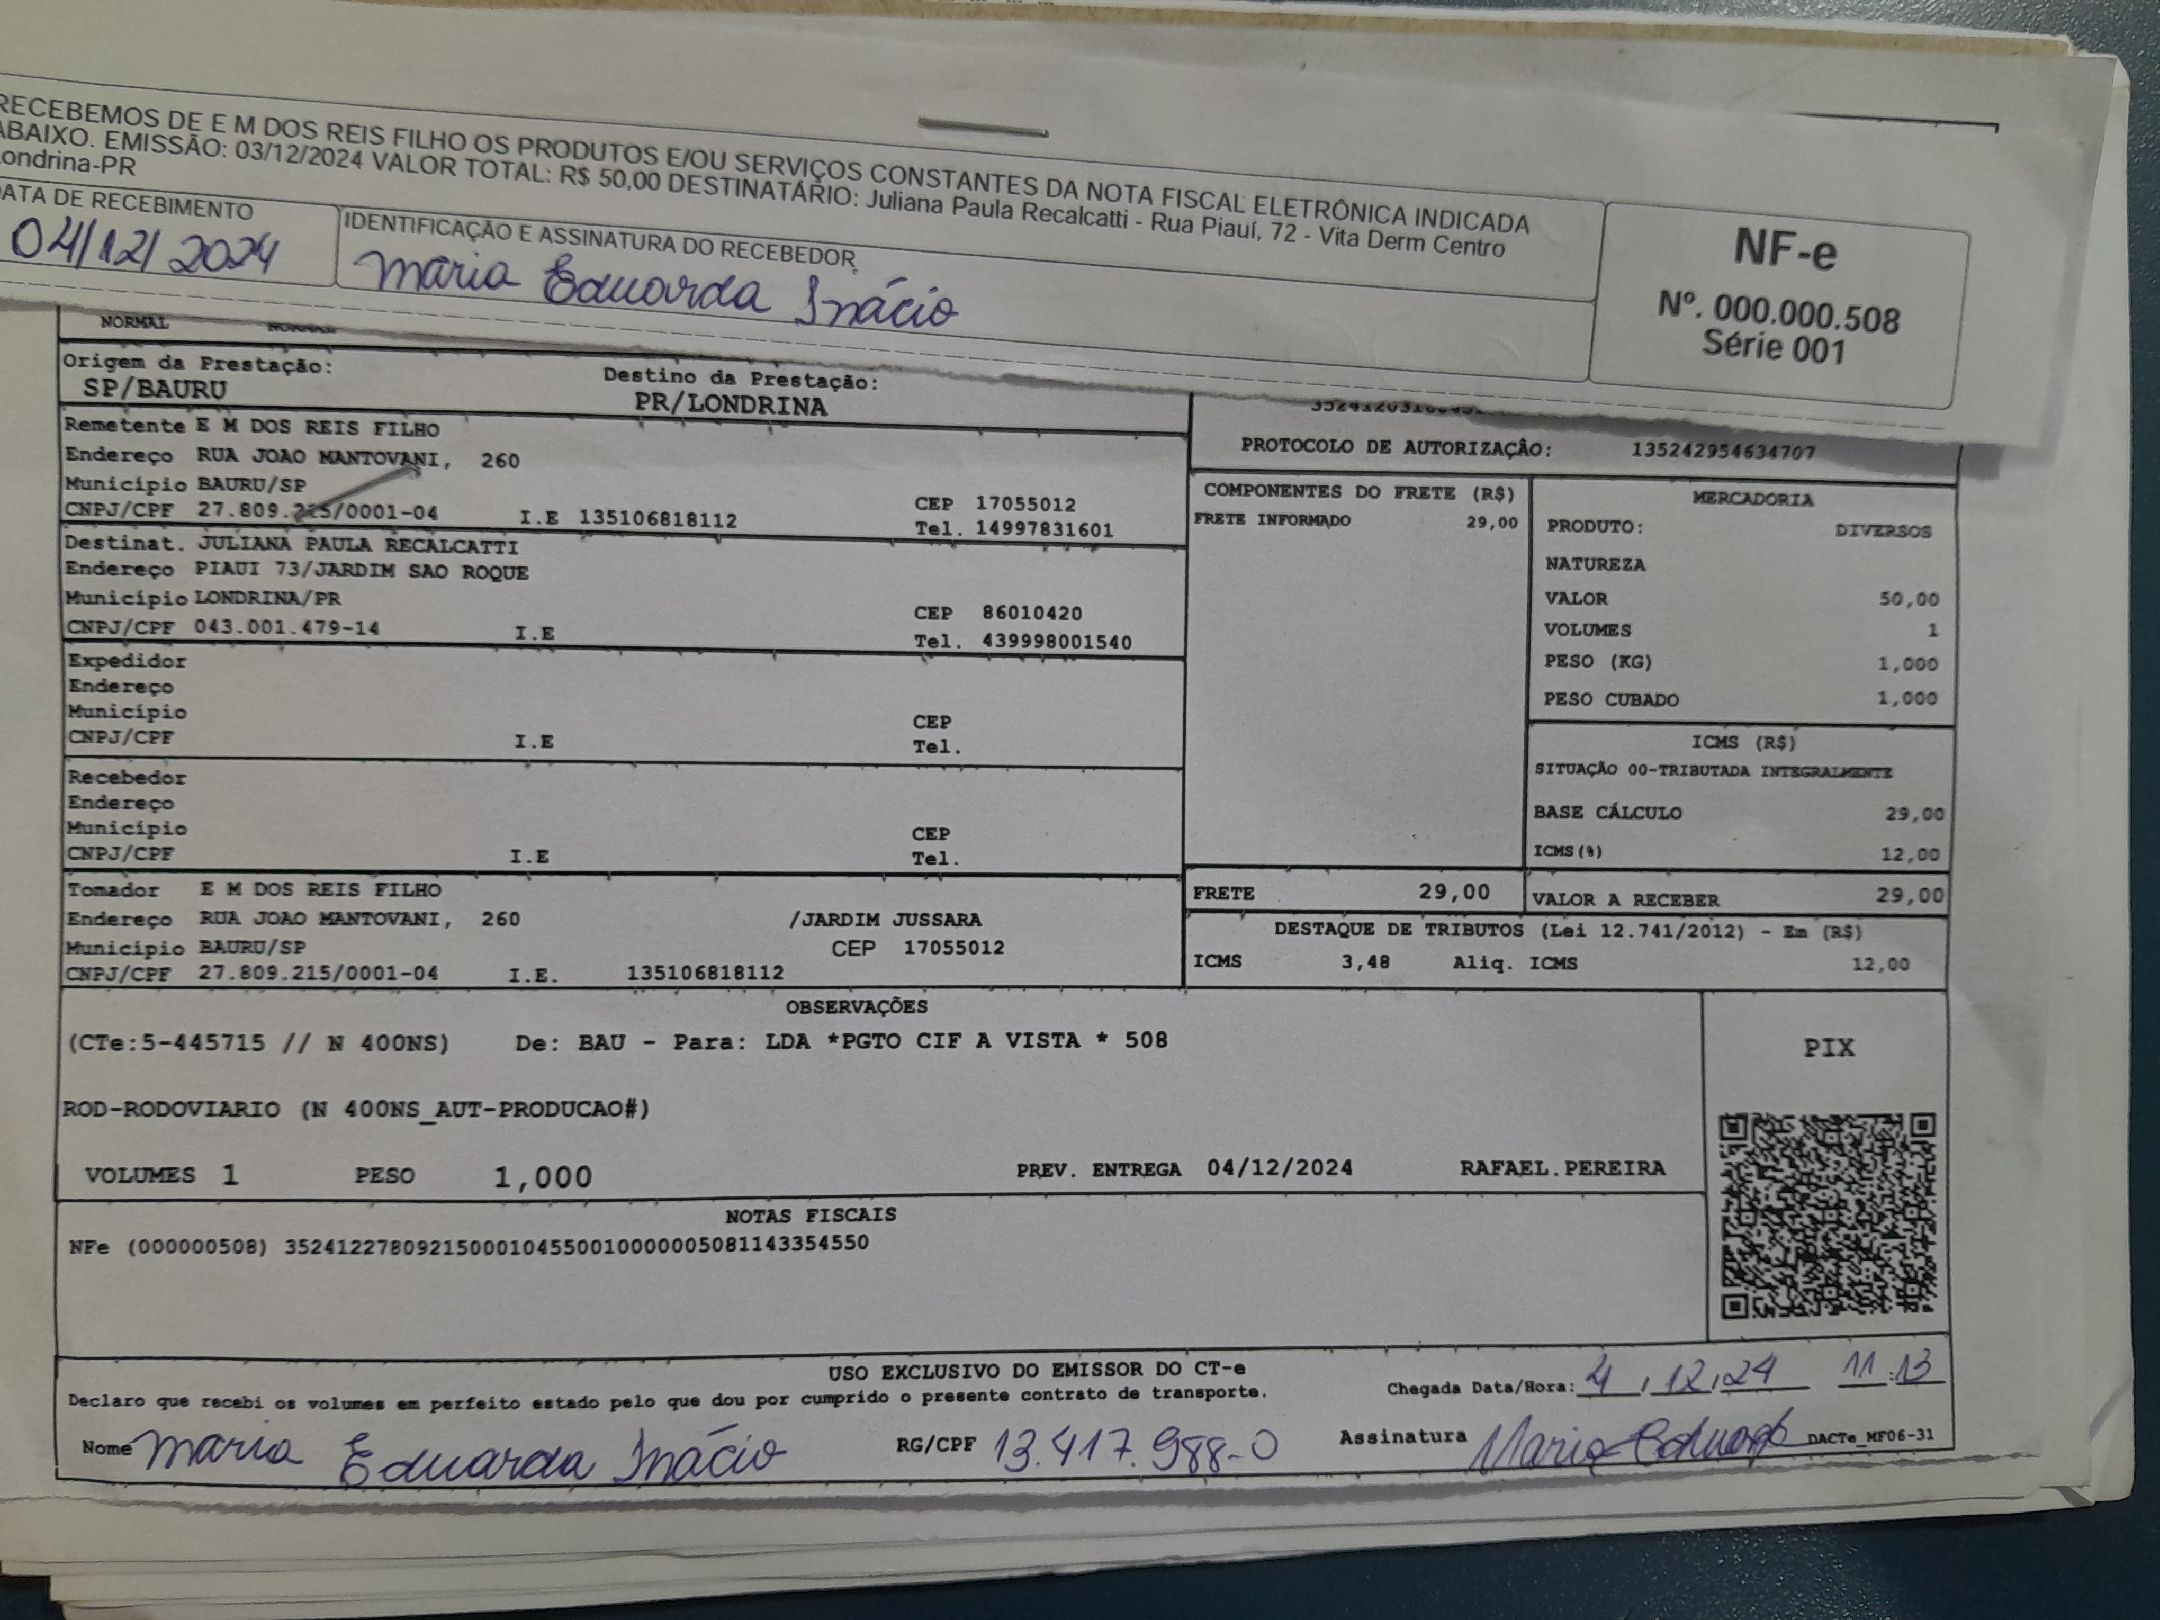 RECEBEMOS DE E M DOS REIS FILHO OS PRODUTOS E/OU SERVIÇOS CONSTANTES DA NOTA FISCAL ELETRÔNICA INDICADA
ABAIXO. EMISSÃO: 03/12/2024 VALOR TOTAL: R$ 50,00 DESTINATÁRIO: Juliana Paula Recalcatti - Rua Piauí, 72 - Vita Derm Centro
Londrina-PR
DATA DE RECEBIMENTO IDENTIFICAÇÃO E ASSINATURA DO RECEBEDOR
04/12/2024 Maria Eduarda Inácio
NF-e
Nº. 000.000.508
Série 001
NORMAL NORMAL
Origem da Prestação: Destino da Prestação:
SP/BAURU PR/LONDRINA
Remetente E M DOS REIS FILHO
Endereço RUA JOAO MANTOVANI, 260
Município BAURU/SP CEP 17055012
CNPJ/CPF 27.809.215/0001-04 I.E 135106818112 Tel. 14997831601
Destinat. JULIANA PAULA RECALCATTI
Endereço PIAUI 73/JARDIM SAO ROQUE
Município LONDRINA/PR CEP 86010420
CNPJ/CPF 043.001.479-14 I.E Tel. 439998001540
Expedidor
Endereço
Município CEP
CNPJ/CPF I.E Tel.
Recebedor
Endereço
Município CEP
CNPJ/CPF I.E Tel.
Tomador E M DOS REIS FILHO
Endereço RUA JOAO MANTOVANI, 260 /JARDIM JUSSARA
Município BAURU/SP CEP 17055012
CNPJ/CPF 27.809.215/0001-04 I.E. 135106818112
PROTOCOLO DE AUTORIZAÇÃO: 135242954634707
COMPONENTES DO FRETE (R$)
FRETE INFORMADO 29,00
MERCADORIA
PRODUTO: DIVERSOS
NATUREZA
VALOR 50,00
VOLUMES 1
PESO (KG) 1,000
PESO CUBADO 1,000
ICMS (R$)
SITUAÇÃO 00-TRIBUTADA INTEGRALMENTE
BASE CÁLCULO 29,00
ICMS(%) 12,00
FRETE 29,00 VALOR A RECEBER 29,00
DESTAQUE DE TRIBUTOS (Lei 12.741/2012) - Em (R$)
ICMS 3,48 Aliq. ICMS 12,00
OBSERVAÇÕES
(CTe:5-445715 // N 400NS) De: BAU - Para: LDA *PGTO CIF A VISTA * 508
ROD-RODOVIARIO (N 400NS_AUT-PRODUCAO#)
VOLUMES 1 PESO 1,000 PREV. ENTREGA 04/12/2024 RAFAEL.PEREIRA
PIX
NOTAS FISCAIS
NFe (000000508) 35241227809215000104550010000005081143354550
USO EXCLUSIVO DO EMISSOR DO CT-e
Declaro que recebi os volumes em perfeito estado pelo que dou por cumprido o presente contrato de transporte. Chegada Data/Hora: 4,12,24 11:13
Nome Maria Eduarda Inácio RG/CPF 13.417.988-0 Assinatura Maria Eduarda DACTe_MF06-31